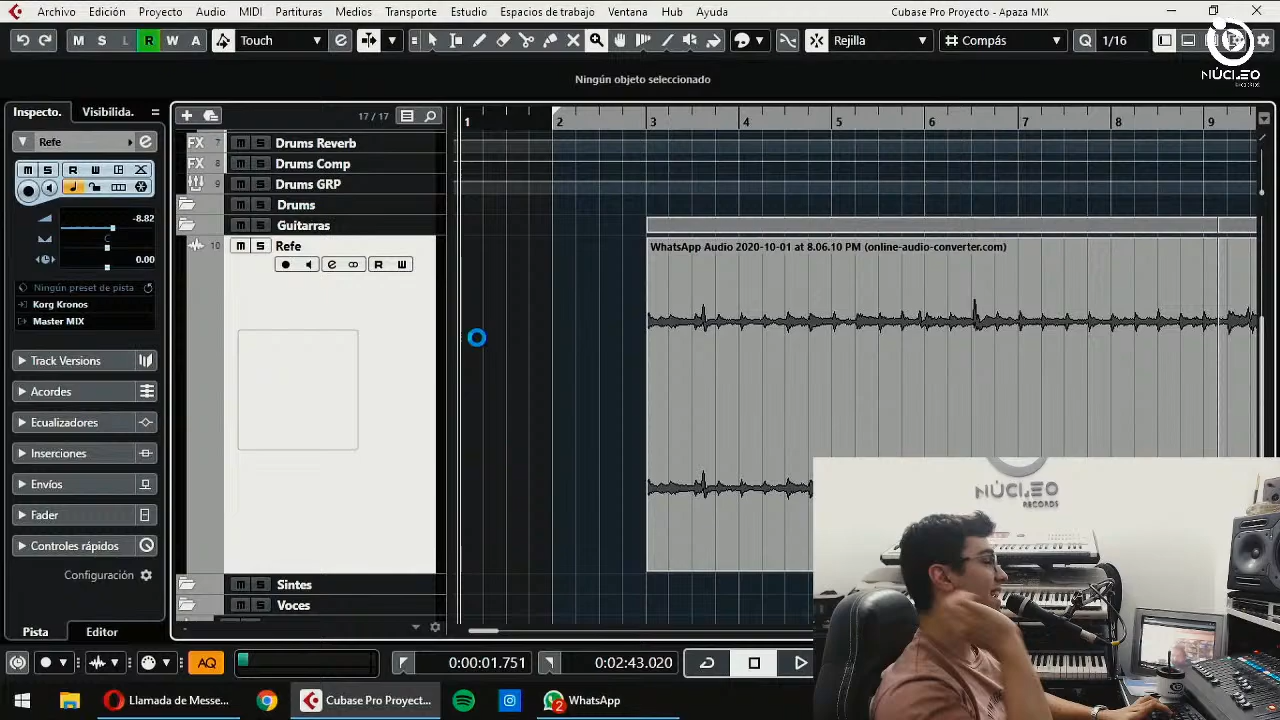 Archivo Edición Proyecto Audio MIDI Partituras Medios Transporte Estudio Espacios de trabajo Ventana Hub Ayuda Cubase Pro Proyecto - Apaza MIX
M S L R W A Touch Rejilla Compás Q 1/16
NÚCLEO
Ningún objeto seleccionado
Inspecto. Visibilida. 17 / 17 1 2 3 4 5 6 7 8 9
Refe
FX 7 m S Drums Reverb
FX 8 m S Drums Comp
9 m S Drums GRP
m S Drums
m S Guitarras
10 m S Refe
R W
WhatsApp Audio 2020-10-01 at 8.06.10 PM (online-audio-converter.com)
m S R W
-8.82
C
0.00
Ningún preset de pista
Korg Kronos
Master MIX
Track Versions
Acordes
Ecualizadores
Inserciones
Envíos
Fader
Controles rápidos
Configuración
m S Sintes
m S Voces
Pista Editor
NÚCLEO
RECORDS
AQ 0:00:01.751 0:02:43.020
Llamada de Messe... Cubase Pro Proyect... 2 WhatsApp